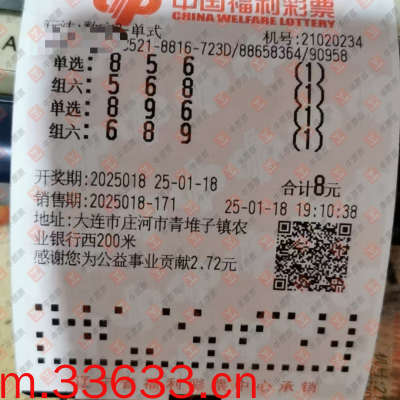 中国福利彩票
CHINA WELFARE LOTTERY
单式
机号:21020234
521-8816-723D/88658364/90958
单选: 8 5 6 (1)
组六: 5 6 8 (1)
单选: 8 9 6 (1)
组六: 6 8 9 (1)
开奖期:2025018 25-01-18 合计8元
销售期:2025018-171 25-01-18 19:10:38
地址:大连市庄河市青堆子镇农
业银行西200米
感谢您为公益事业贡献2.72元
中心承销
m.33633.cn